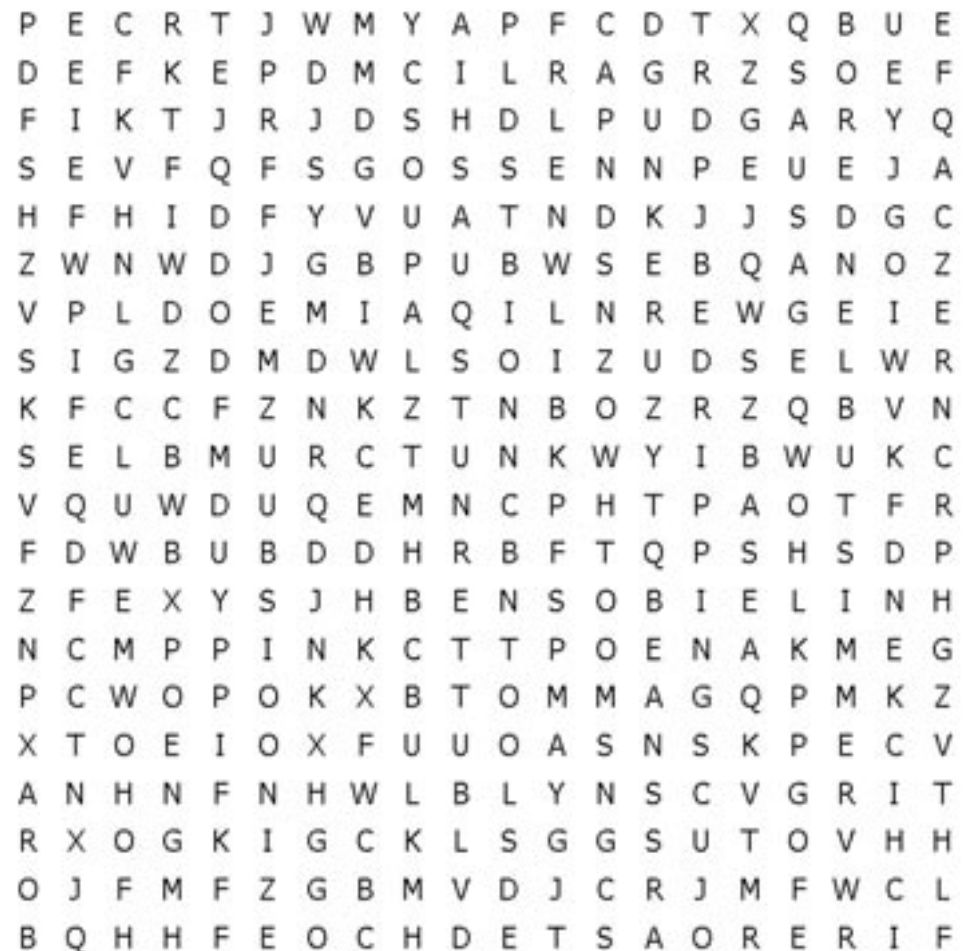 P E C R T J W M Y A P F C D T X Q B U E
D E F K E P D M C I L R A G R Z S O E F
F I K T J R J D S H D L P U D G A R Y Q
S E V F Q F S G O S S E N N P E U E J A
H F H I D F Y V U A T N D K J J S D G C
Z W N W D J G B P U B W S E B Q A N O Z
V P L D O E M I A Q I L N R E W G E I E
S I G Z D M D W L S O I Z U D S E L W R
K F C C F Z N K Z T N B O Z R Z Q B V N
S E L B M U R C T U N K W Y I B W U K C
V Q U W D U Q E M N C P H T P A O T F R
F D W B U B D D H R B F T Q P S H S D P
Z F E X Y S J H B E N S O B I E L I N H
N C M P P I N K C T T P O E N A K M E G
P C W O P O K X B T O M M A G Q P M K Z
X T O E I O X F U U O A S N S K P E C V
A N H N F N H W L B L Y N S C V G R I T
R X O G K I G C K L S G G S U T O V H H
O J F M F Z G B M V D J C R J M F W C L
B Q H H F E O C H D E T S A O R E R I F